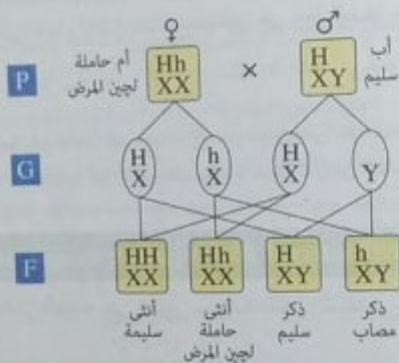 ♀ ♂
أم حاملة
لجين المرض
Hh
XX
×
H
XY
أب
سليم
P
G
H
X
h
X
H
X
Y
F
HH
XX
Hh
XX
H
XY
h
XY
أنثى
سليمة
أنثى
حاملة
لجين المرض
ذكر
سليم
ذكر
مصاب